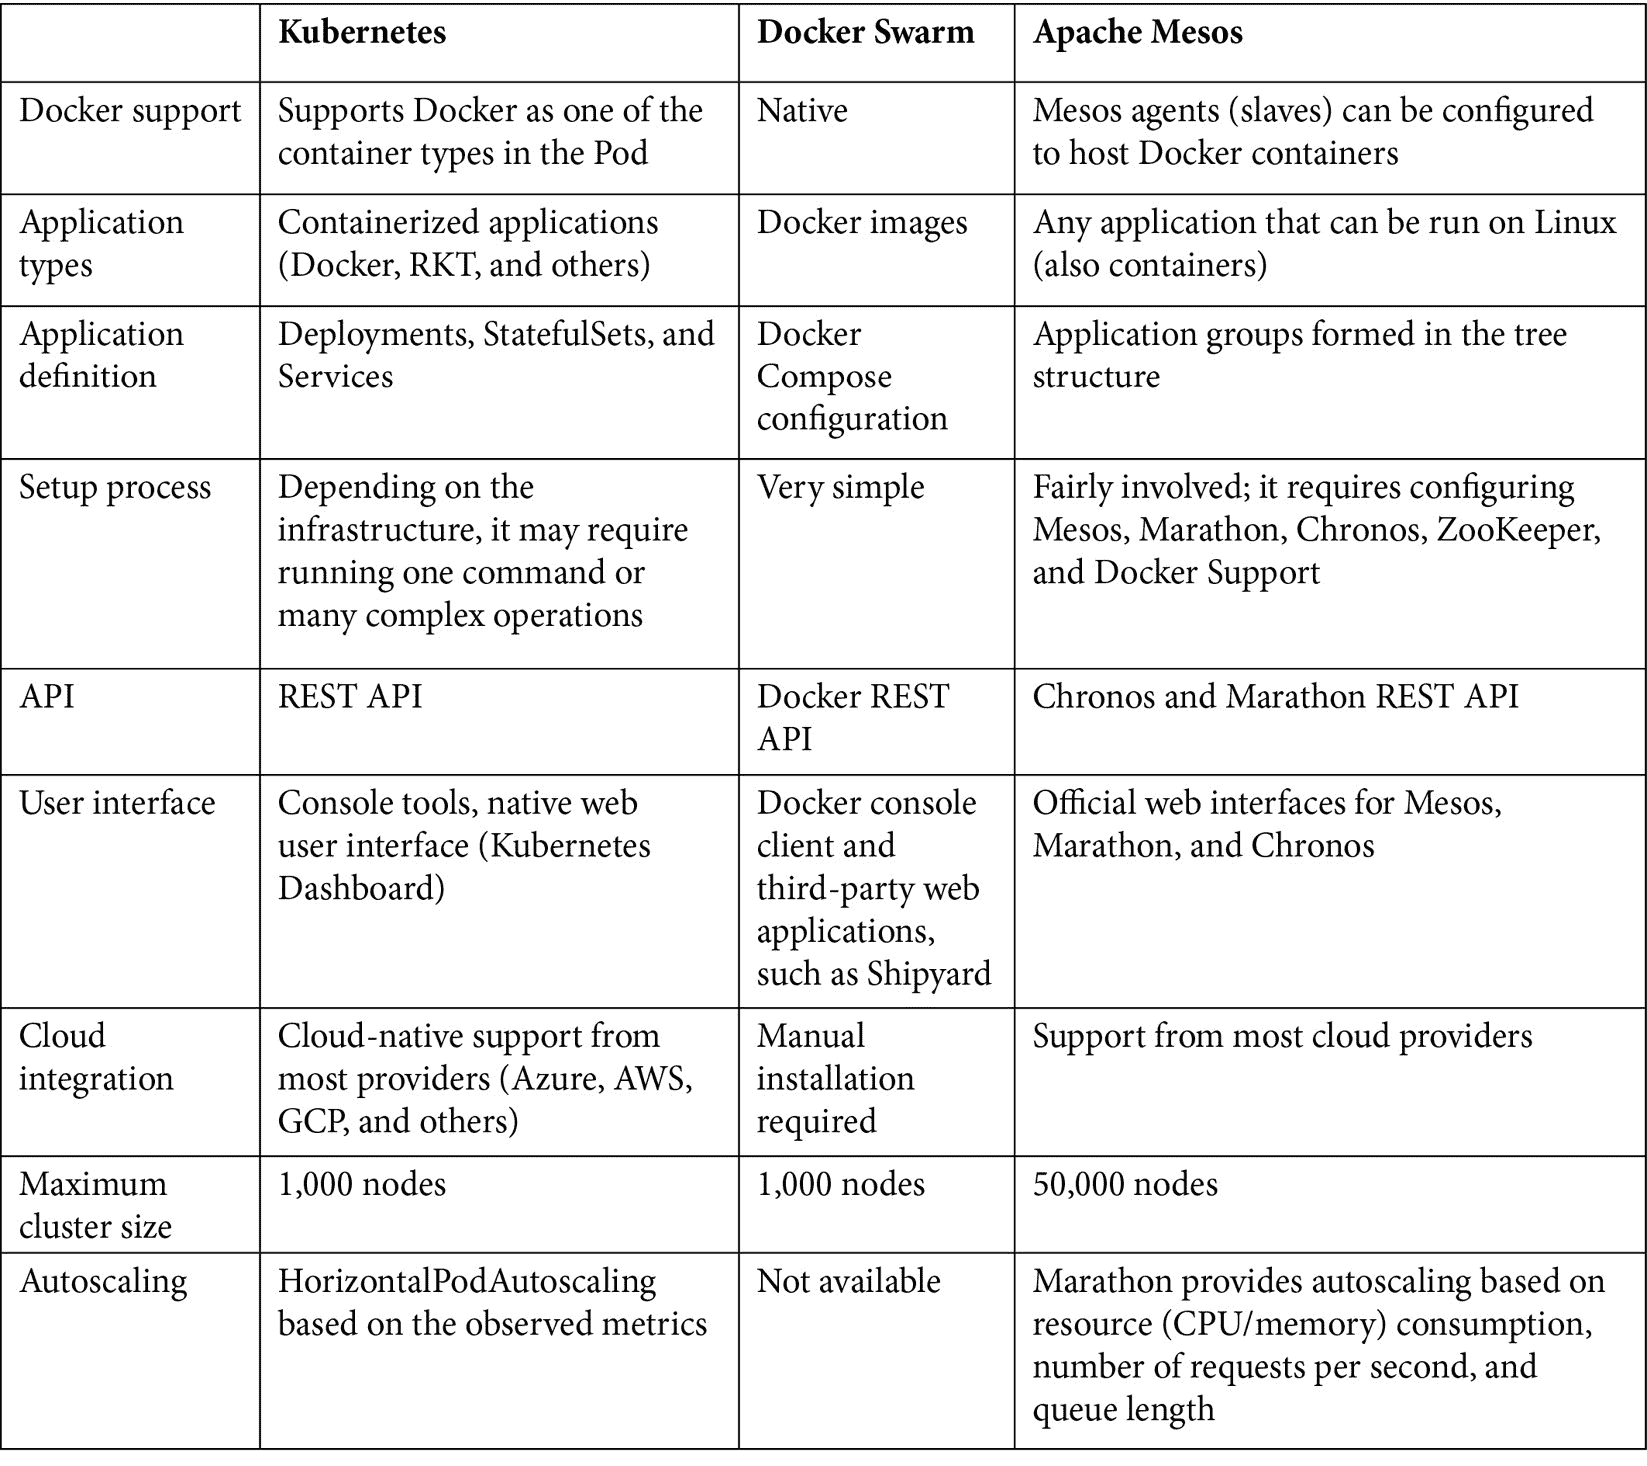 Kubernetes
Docker Swarm
Apache Mesos
Docker support
Supports Docker as one of the
container types in the Pod
Native
Mesos agents (slaves) can be configured
to host Docker containers
Application
types
Containerized applications
(Docker, RKT, and others)
Docker images
Any application that can be run on Linux
(also containers)
Application
definition
Deployments, StatefulSets, and
Services
Docker
Compose
configuration
Application groups formed in the tree
structure
Setup process
Depending on the
infrastructure, it may require
running one command or
many complex operations
Very simple
Fairly involved; it requires configuring
Mesos, Marathon, Chronos, ZooKeeper,
and Docker Support
API
REST API
Docker REST
API
Chronos and Marathon REST API
User interface
Console tools, native web
user interface (Kubernetes
Dashboard)
Docker console
client and
third-party web
applications,
such as Shipyard
Official web interfaces for Mesos,
Marathon, and Chronos
Cloud
integration
Cloud-native support from
most providers (Azure, AWS,
GCP, and others)
Manual
installation
required
Support from most cloud providers
Maximum
cluster size
1,000 nodes
1,000 nodes
50,000 nodes
Autoscaling
HorizontalPodAutoscaling
based on the observed metrics
Not available
Marathon provides autoscaling based on
resource (CPU/memory) consumption,
number of requests per second, and
queue length